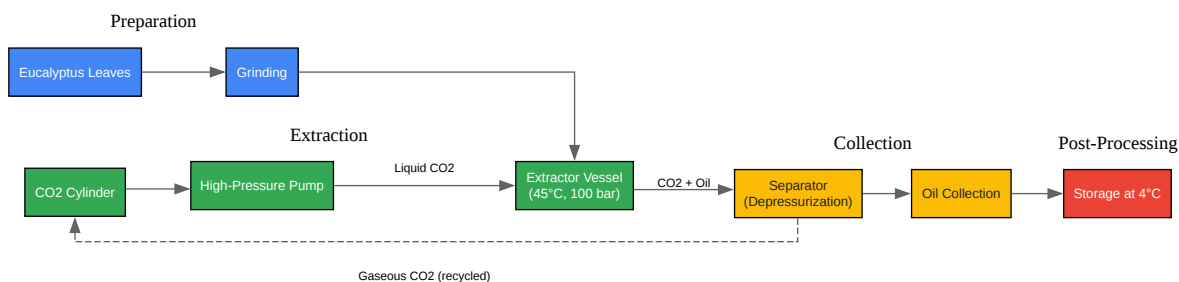 Preparation
Eucalyptus Leaves
Grinding
Extraction
Collection
Post-Processing
CO2 Cylinder
High-Pressure Pump
Liquid CO2
Extractor Vessel
(45°C, 100 bar)
CO2 + Oil
Separator
(Depressurization)
Oil Collection
Storage at 4°C
Gaseous CO2 (recycled)